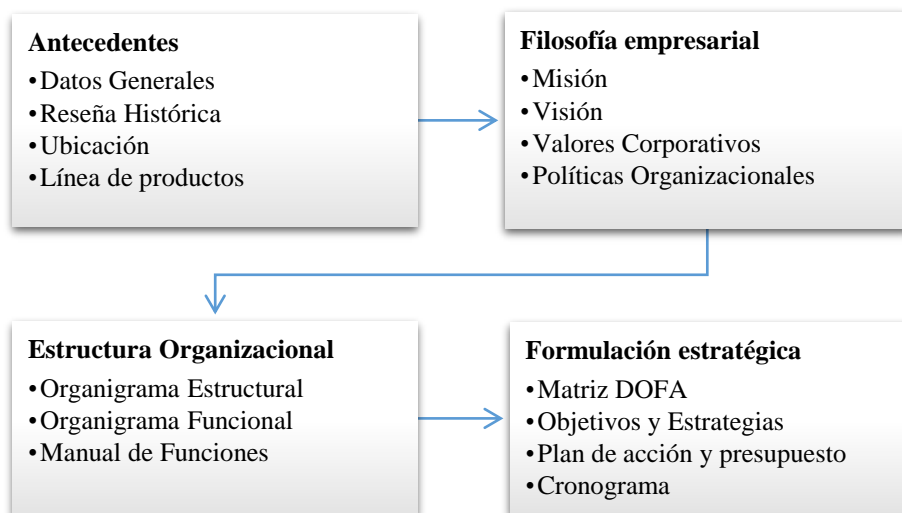 Antecedentes
•Datos Generales
•Reseña Histórica
•Ubicación
•Línea de productos
Filosofía empresarial
•Misión
•Visión
•Valores Corporativos
•Políticas Organizacionales
Estructura Organizacional
•Organigrama Estructural
•Organigrama Funcional
•Manual de Funciones
Formulación estratégica
•Matriz DOFA
•Objetivos y Estrategias
•Plan de acción y presupuesto
•Cronograma